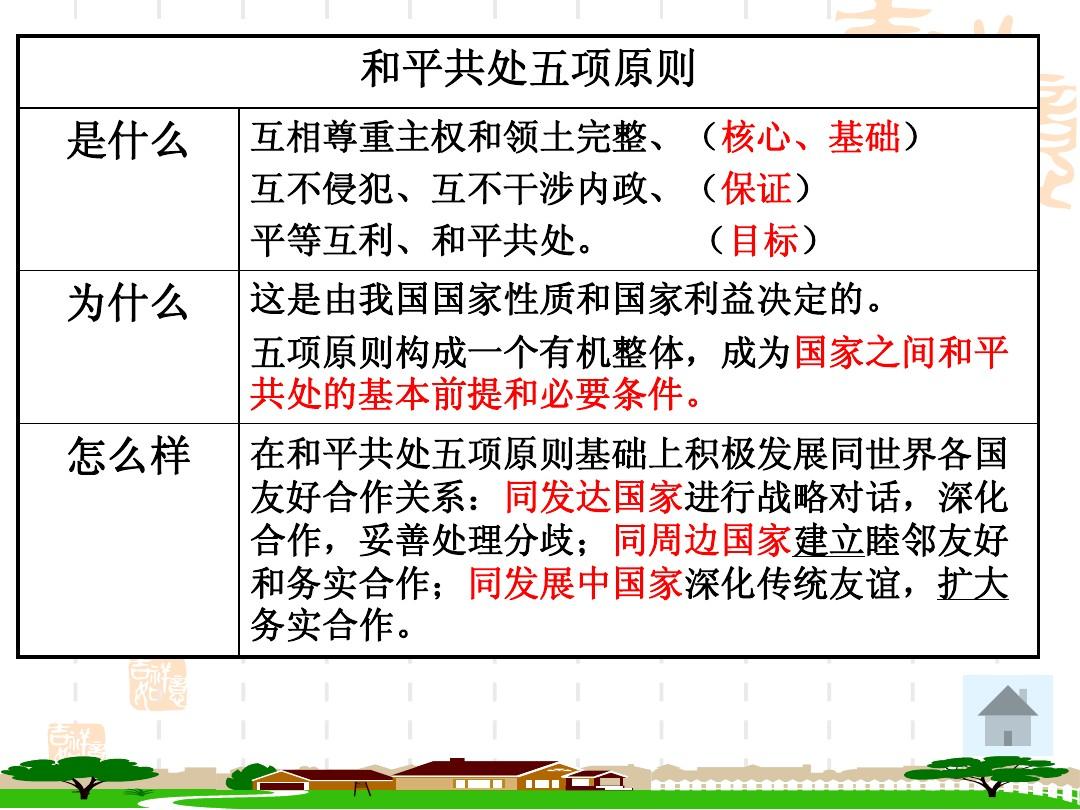 和平共处五项原则
是什么
互相尊重主权和领土完整、（核心、基础）
互不侵犯、互不干涉内政、（保证）
平等互利、和平共处。 （目标）
为什么
这是由我国国家性质和国家利益决定的。
五项原则构成一个有机整体，成为国家之间和平
共处的基本前提和必要条件。
怎么样
在和平共处五项原则基础上积极发展同世界各国
友好合作关系：同发达国家进行战略对话，深化
合作，妥善处理分歧；同周边国家建立睦邻友好
和务实合作；同发展中国家深化传统友谊，扩大
务实合作。
吉祥如意
吉祥如意